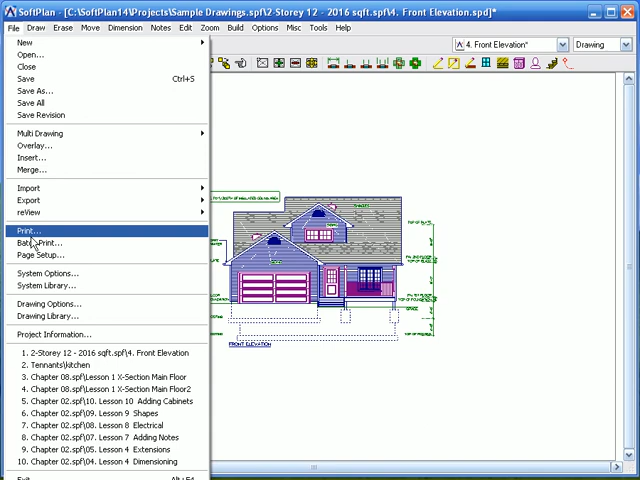 SoftPlan - [C:\SoftPlan14\Projects\Sample Drawings.spf\2-Storey 12 - 2016 sqft.spf\4. Front Elevation.spd]*
File Draw Erase Move Dimension Notes Edit Zoom Build Options Misc Tools Help
4. Front Elevation*
Drawing
New
Open...
Close
Save Ctrl+S
Save As...
Save All
Save Revision
Multi Drawing
Overlay...
Insert...
Merge...
Import
Export
reView
Print...
Batch Print...
Page Setup...
System Options...
System Library...
Drawing Options...
Drawing Library...
Project Information...
1. 2-Storey 12 - 2016 sqft.spf\4. Front Elevation
2. Tennants\kitchen
3. Chapter 08.spf\Lesson 1 X-Section Main Floor
4. Chapter 08.spf\Lesson 1 X-Section Main Floor2
5. Chapter 02.spf\10. Lesson 10 Adding Cabinets
6. Chapter 02.spf\09. Lesson 9 Shapes
7. Chapter 02.spf\08. Lesson 8 Electrical
8. Chapter 02.spf\07. Lesson 7 Adding Notes
9. Chapter 02.spf\05. Lesson 4 Extensions
10. Chapter 02.spf\04. Lesson 4 Dimensioning
Exit Alt+F4
FRONT ELEVATION